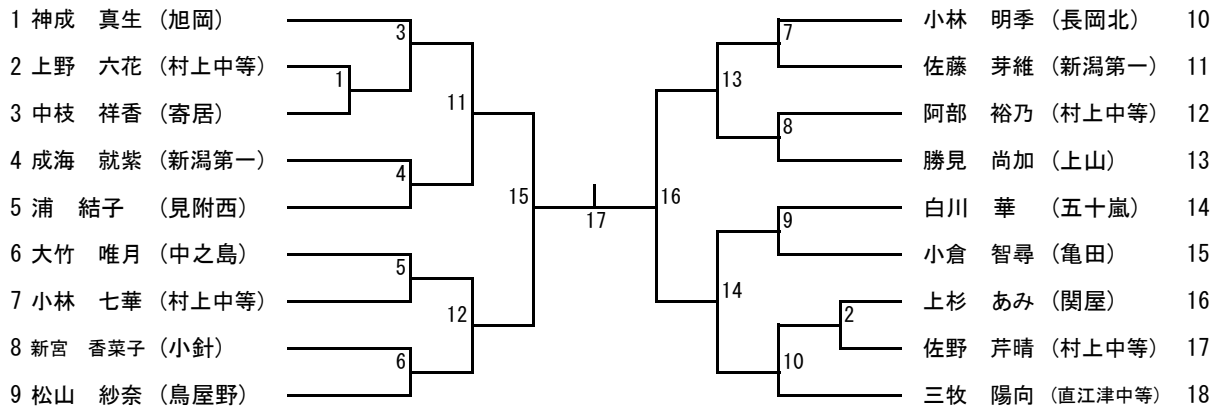 1 神成　真生 （旭岡）
2 上野　六花 （村上中等）
3 中枝　祥香 （寄居）
4 成海　就紫 （新潟第一）
5 浦　結子 （見附西）
6 大竹　唯月 （中之島）
7 小林　七華 （村上中等）
8 新宮　香菜子 （小針）
9 松山　紗奈 （鳥屋野）
3
1
11
4
15
5
12
6
17
7
13
8
16
9
14
2
10
小林　明季 （長岡北） 10
佐藤　芽維 （新潟第一） 11
阿部　裕乃 （村上中等） 12
勝見　尚加 （上山） 13
白川　華 （五十嵐） 14
小倉　智尋 （亀田） 15
上杉　あみ （関屋） 16
佐野　芹晴 （村上中等） 17
三牧　陽向 （直江津中等） 18